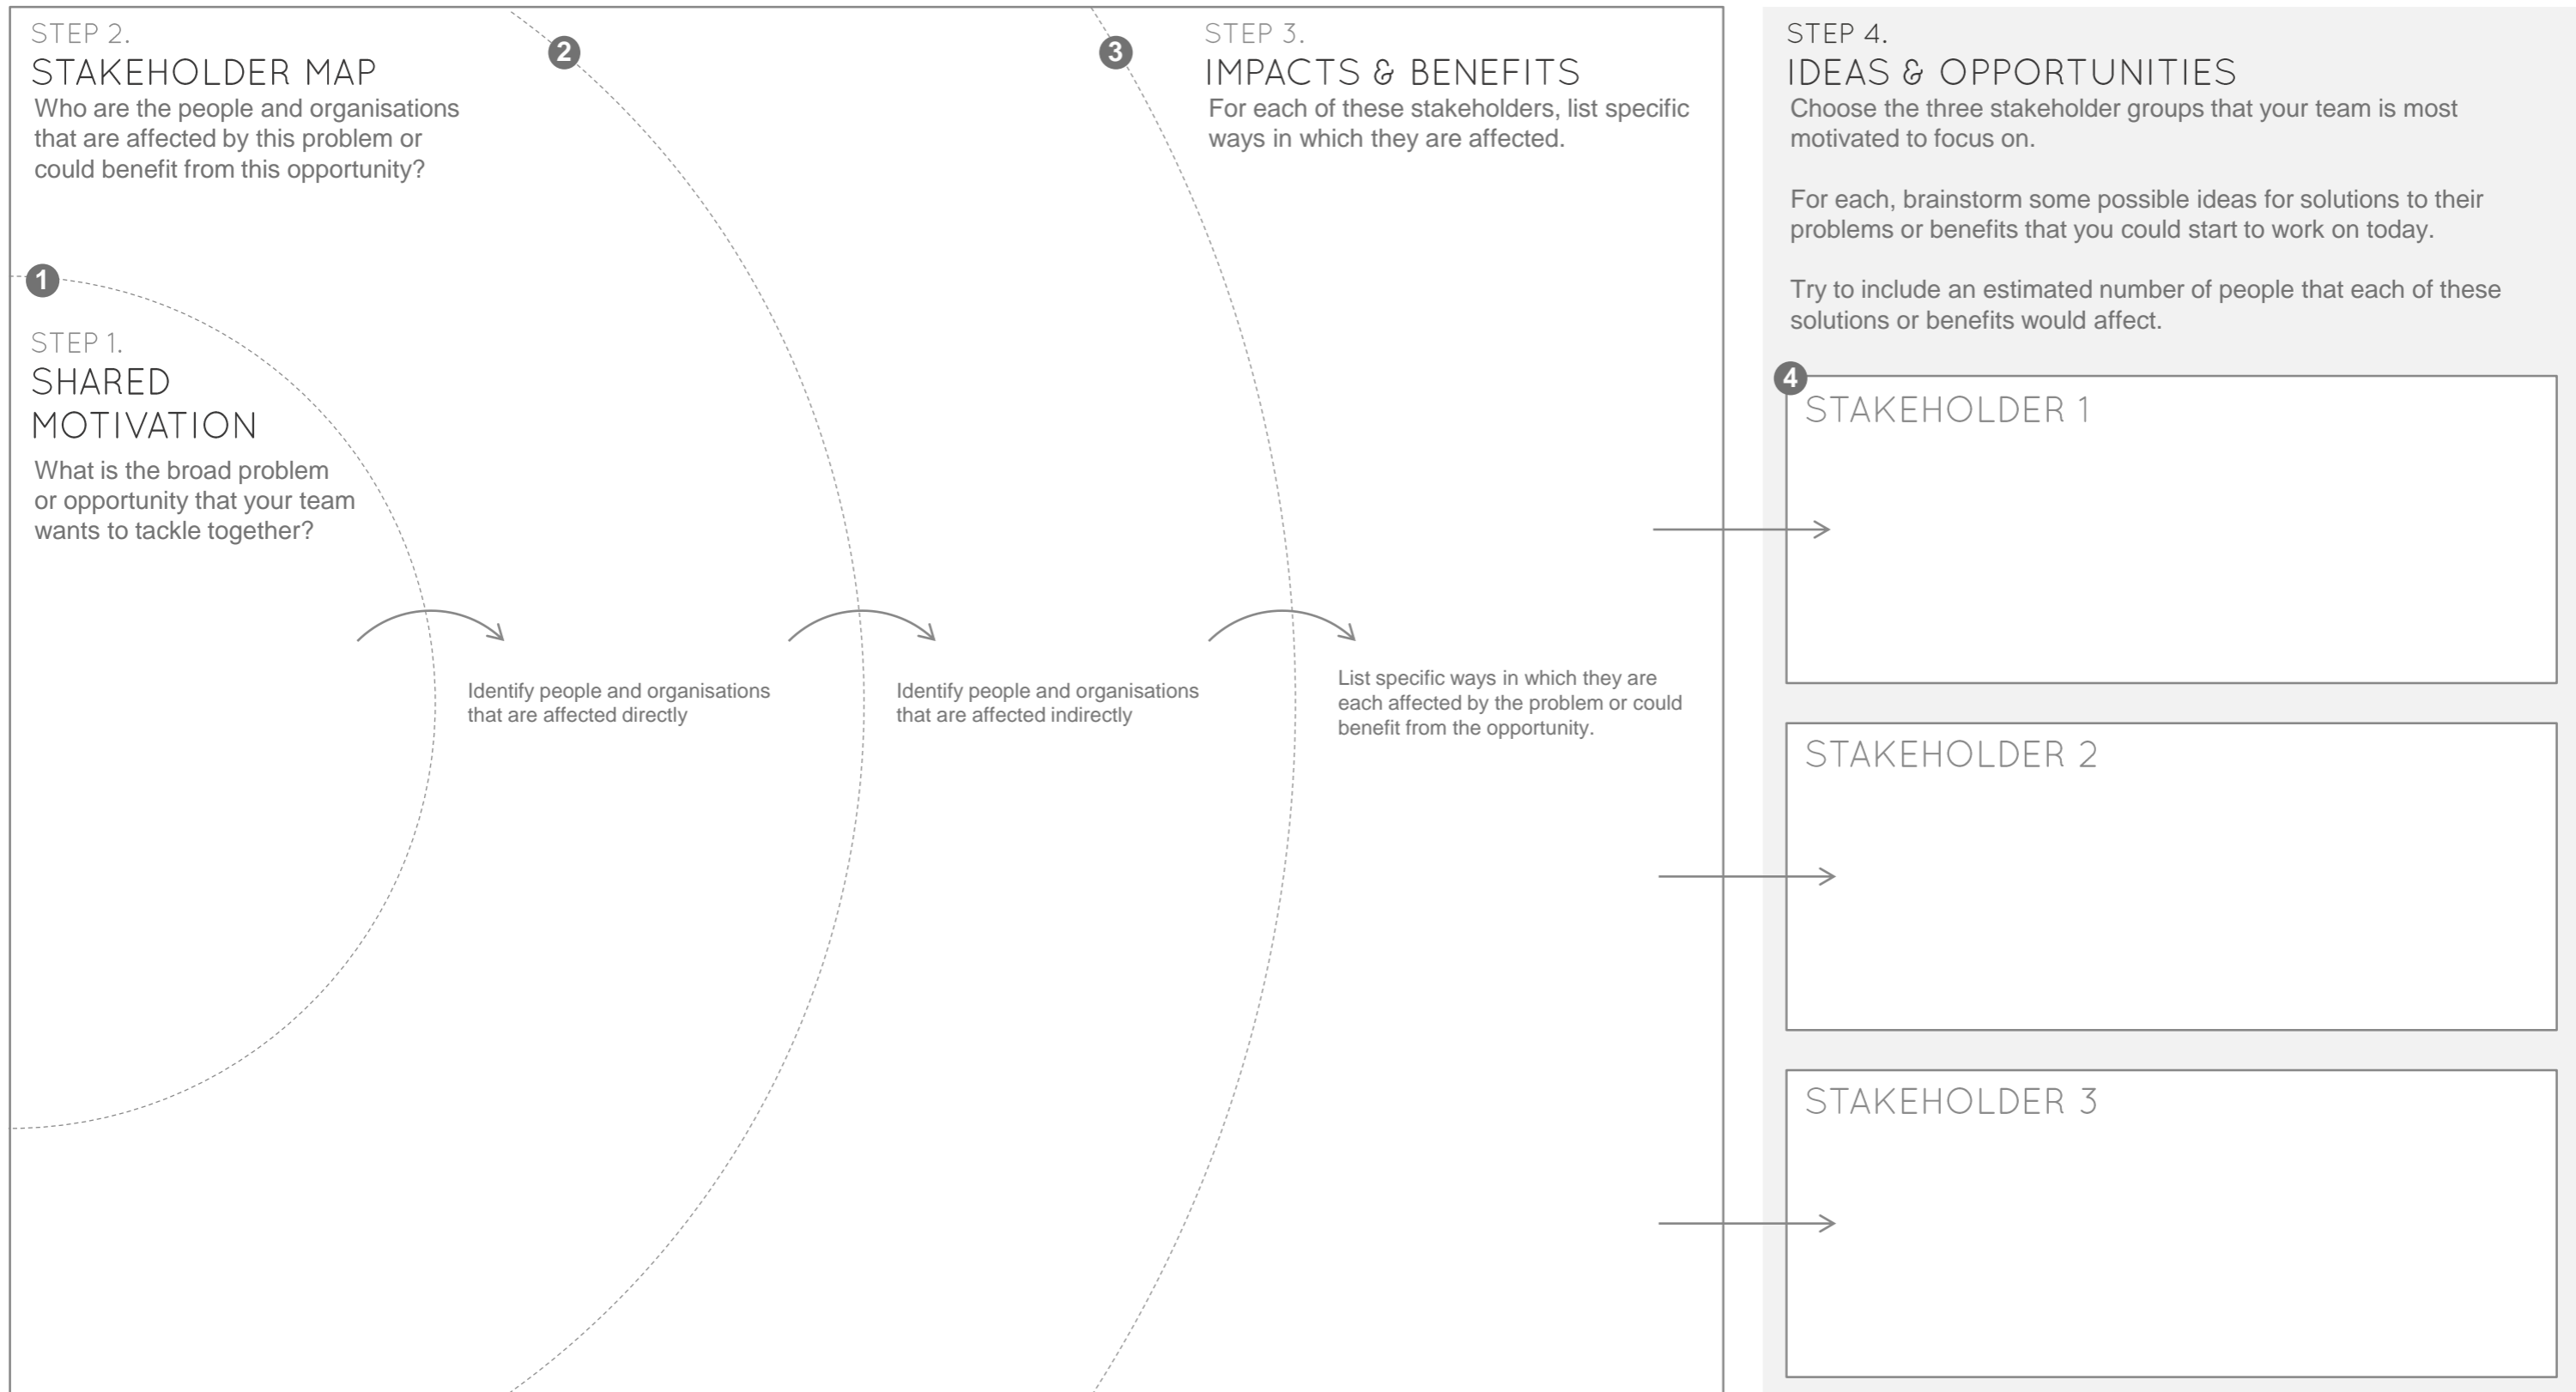 STEP 2.
STAKEHOLDER MAP
Who are the people and organisations
that are affected by this problem or
could benefit from this opportunity?
2
3
STEP 3.
IMPACTS & BENEFITS
For each of these stakeholders, list specific
ways in which they are affected.
1
STEP 1.
SHARED
MOTIVATION
What is the broad problem
or opportunity that your team
wants to tackle together?
Identify people and organisations
that are affected directly
Identify people and organisations
that are affected indirectly
List specific ways in which they are
each affected by the problem or could
benefit from the opportunity.
STEP 4.
IDEAS & OPPORTUNITIES
Choose the three stakeholder groups that your team is most
motivated to focus on.
For each, brainstorm some possible ideas for solutions to their
problems or benefits that you could start to work on today.
Try to include an estimated number of people that each of these
solutions or benefits would affect.
4
STAKEHOLDER 1
STAKEHOLDER 2
STAKEHOLDER 3